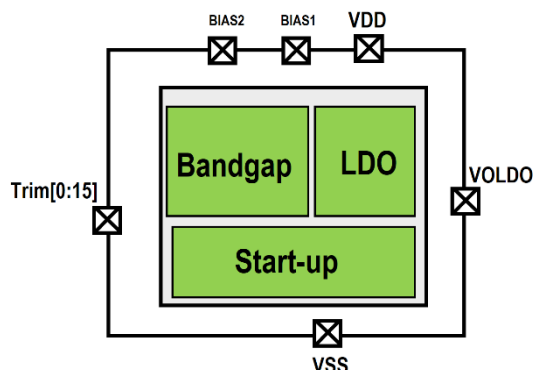 BIAS2 BIAS1 VDD
Bandgap LDO
Trim[0:15] VOLDO
Start-up
VSS